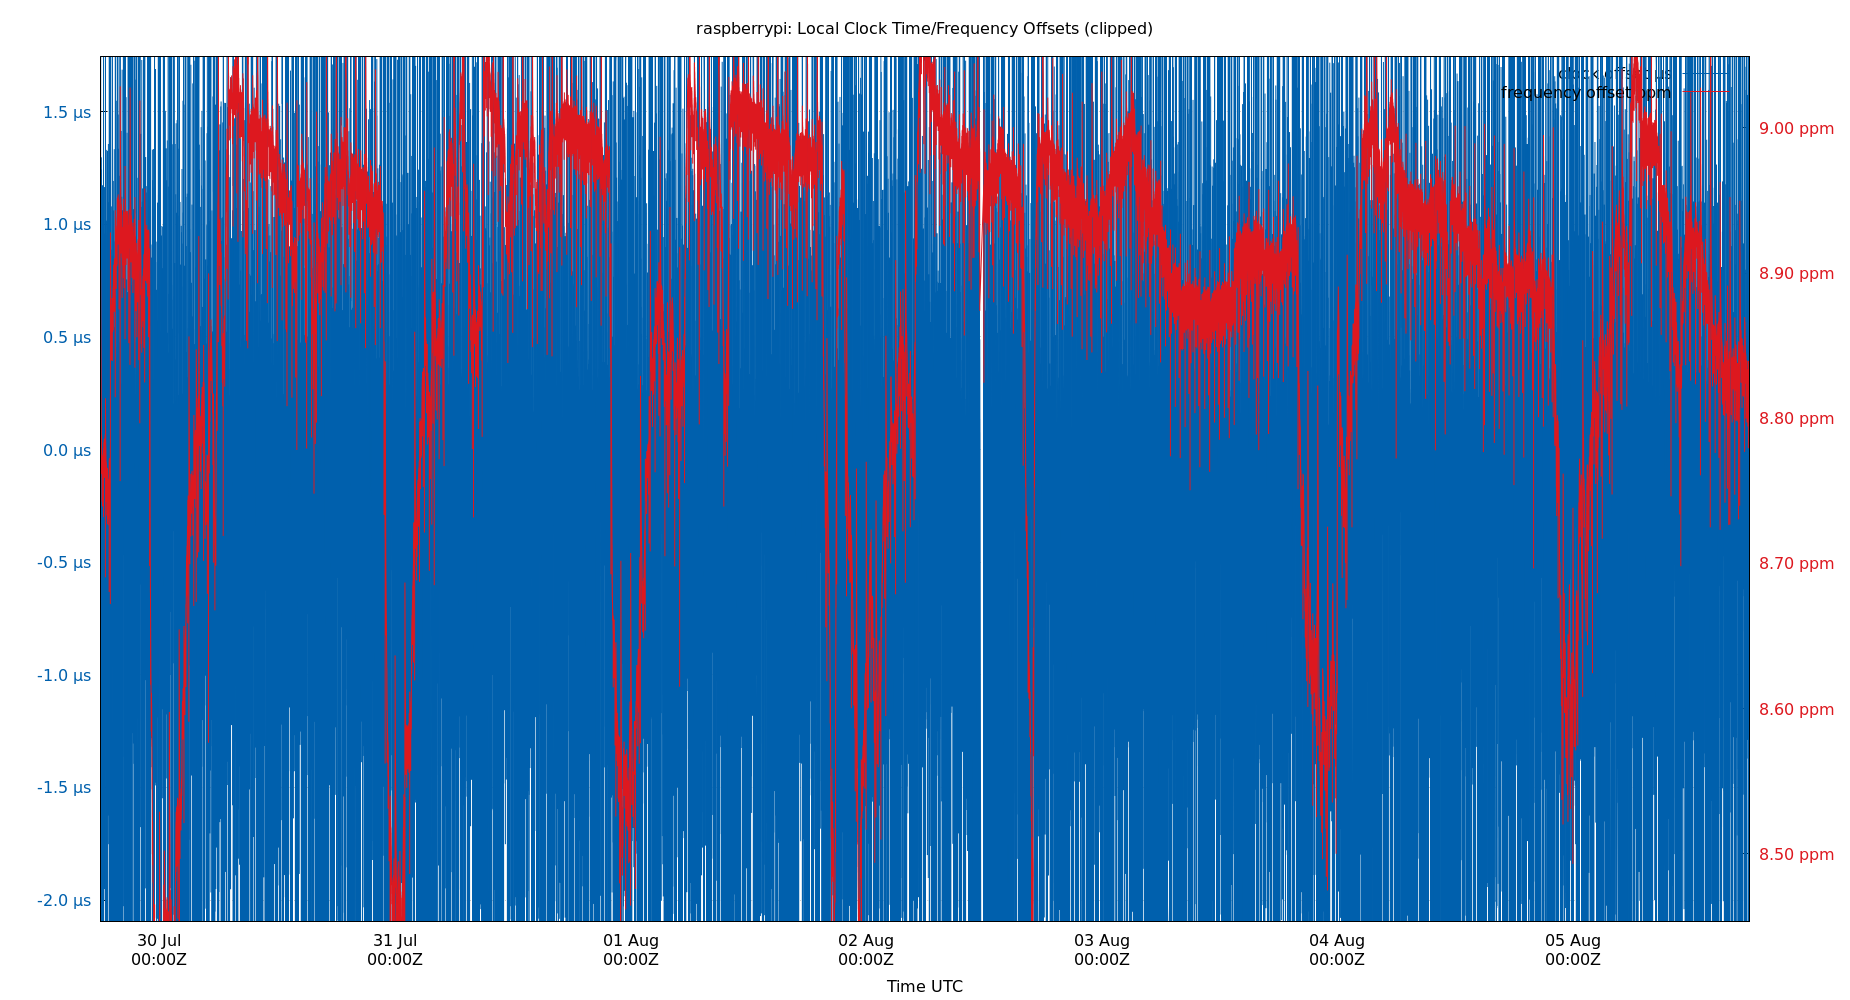 raspberrypi: Local Clock Time/Frequency Offsets (clipped)
clock offset µs
frequency offset ppm
1.5 µs
1.0 µs
0.5 µs
0.0 µs
-0.5 µs
-1.0 µs
-1.5 µs
-2.0 µs
9.00 ppm
8.90 ppm
8.80 ppm
8.70 ppm
8.60 ppm
8.50 ppm
30 Jul 31 Jul 01 Aug 02 Aug 03 Aug 04 Aug 05 Aug
00:00Z 00:00Z 00:00Z 00:00Z 00:00Z 00:00Z 00:00Z
Time UTC